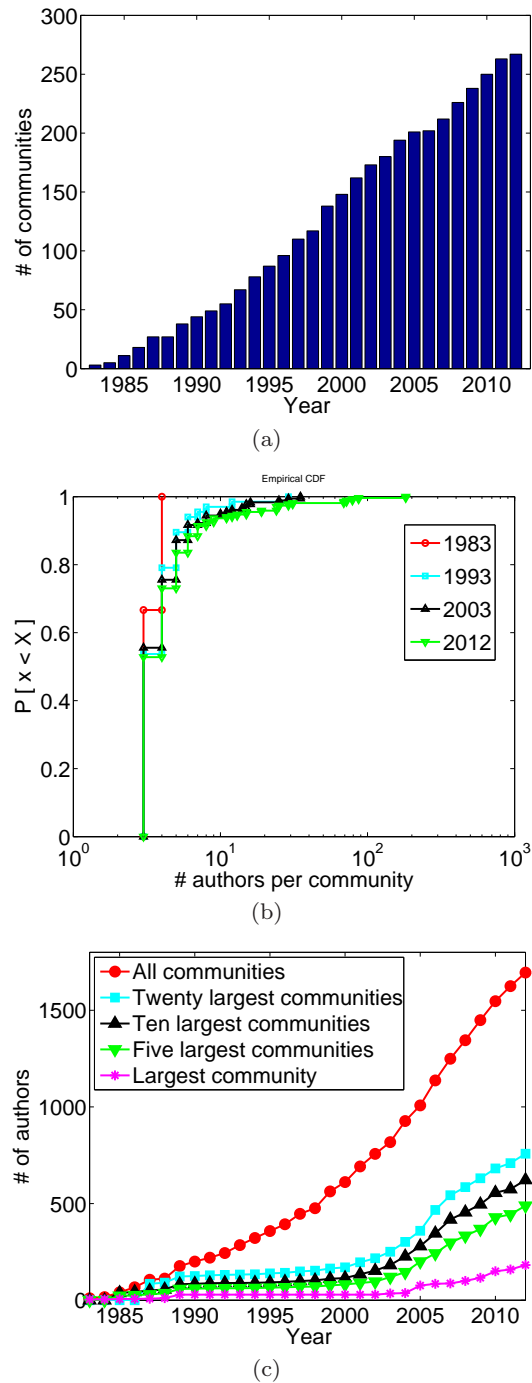 300
250
200
150
100
50
0
# of communities
1985 1990 1995 2000 2005 2010
Year
(a)
Empirical CDF
1
0.8
0.6
0.4
0.2
0
P [ x < X ]
1983
1993
2003
2012
10^0 10^1 10^2 10^3
# authors per community
(b)
All communities
Twenty largest communities
Ten largest communities
Five largest communities
Largest community
1500
1000
500
0
# of authors
1985 1990 1995 2000 2005 2010
Year
(c)